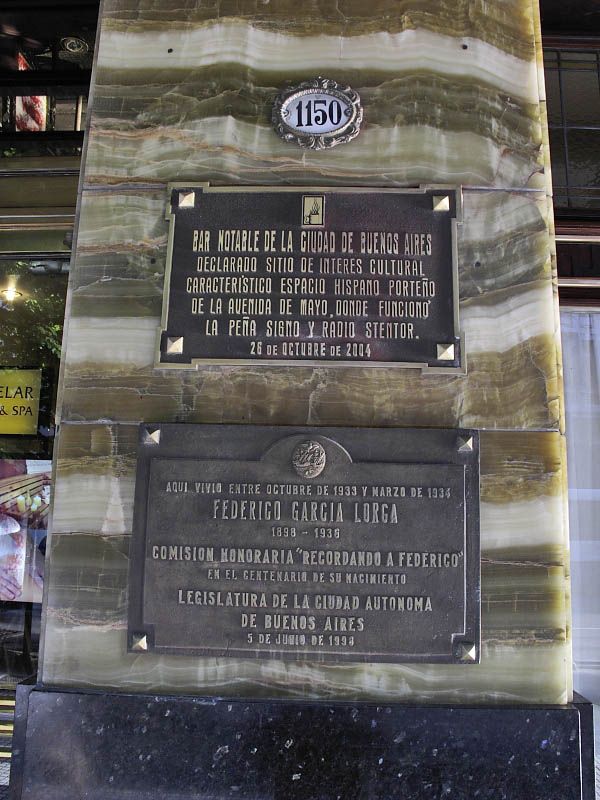 1150
BAR NOTABLE DE LA CIUDAD DE BUENOS AIRES
DECLARADO SITIO DE INTERES CULTURAL
CARACTERÍSTICO ESPACIO HISPANO PORTEÑO
DE LA AVENIDA DE MAYO, DONDE FUNCIONÓ
LA PEÑA SIGNO Y RADIO STENTOR.
26 DE OCTUBRE DE 2004
ELAR
& SPA
AQUI VIVIO ENTRE OCTUBRE DE 1933 Y MARZO DE 1934
FEDERICO GARCIA LORCA
1898 - 1936
COMISION HONORARIA "RECORDANDO A FEDERICO"
EN EL CENTENARIO DE SU NACIMIENTO
LEGISLATURA DE LA CIUDAD AUTONOMA
DE BUENOS AIRES
5 DE JUNIO DE 1998